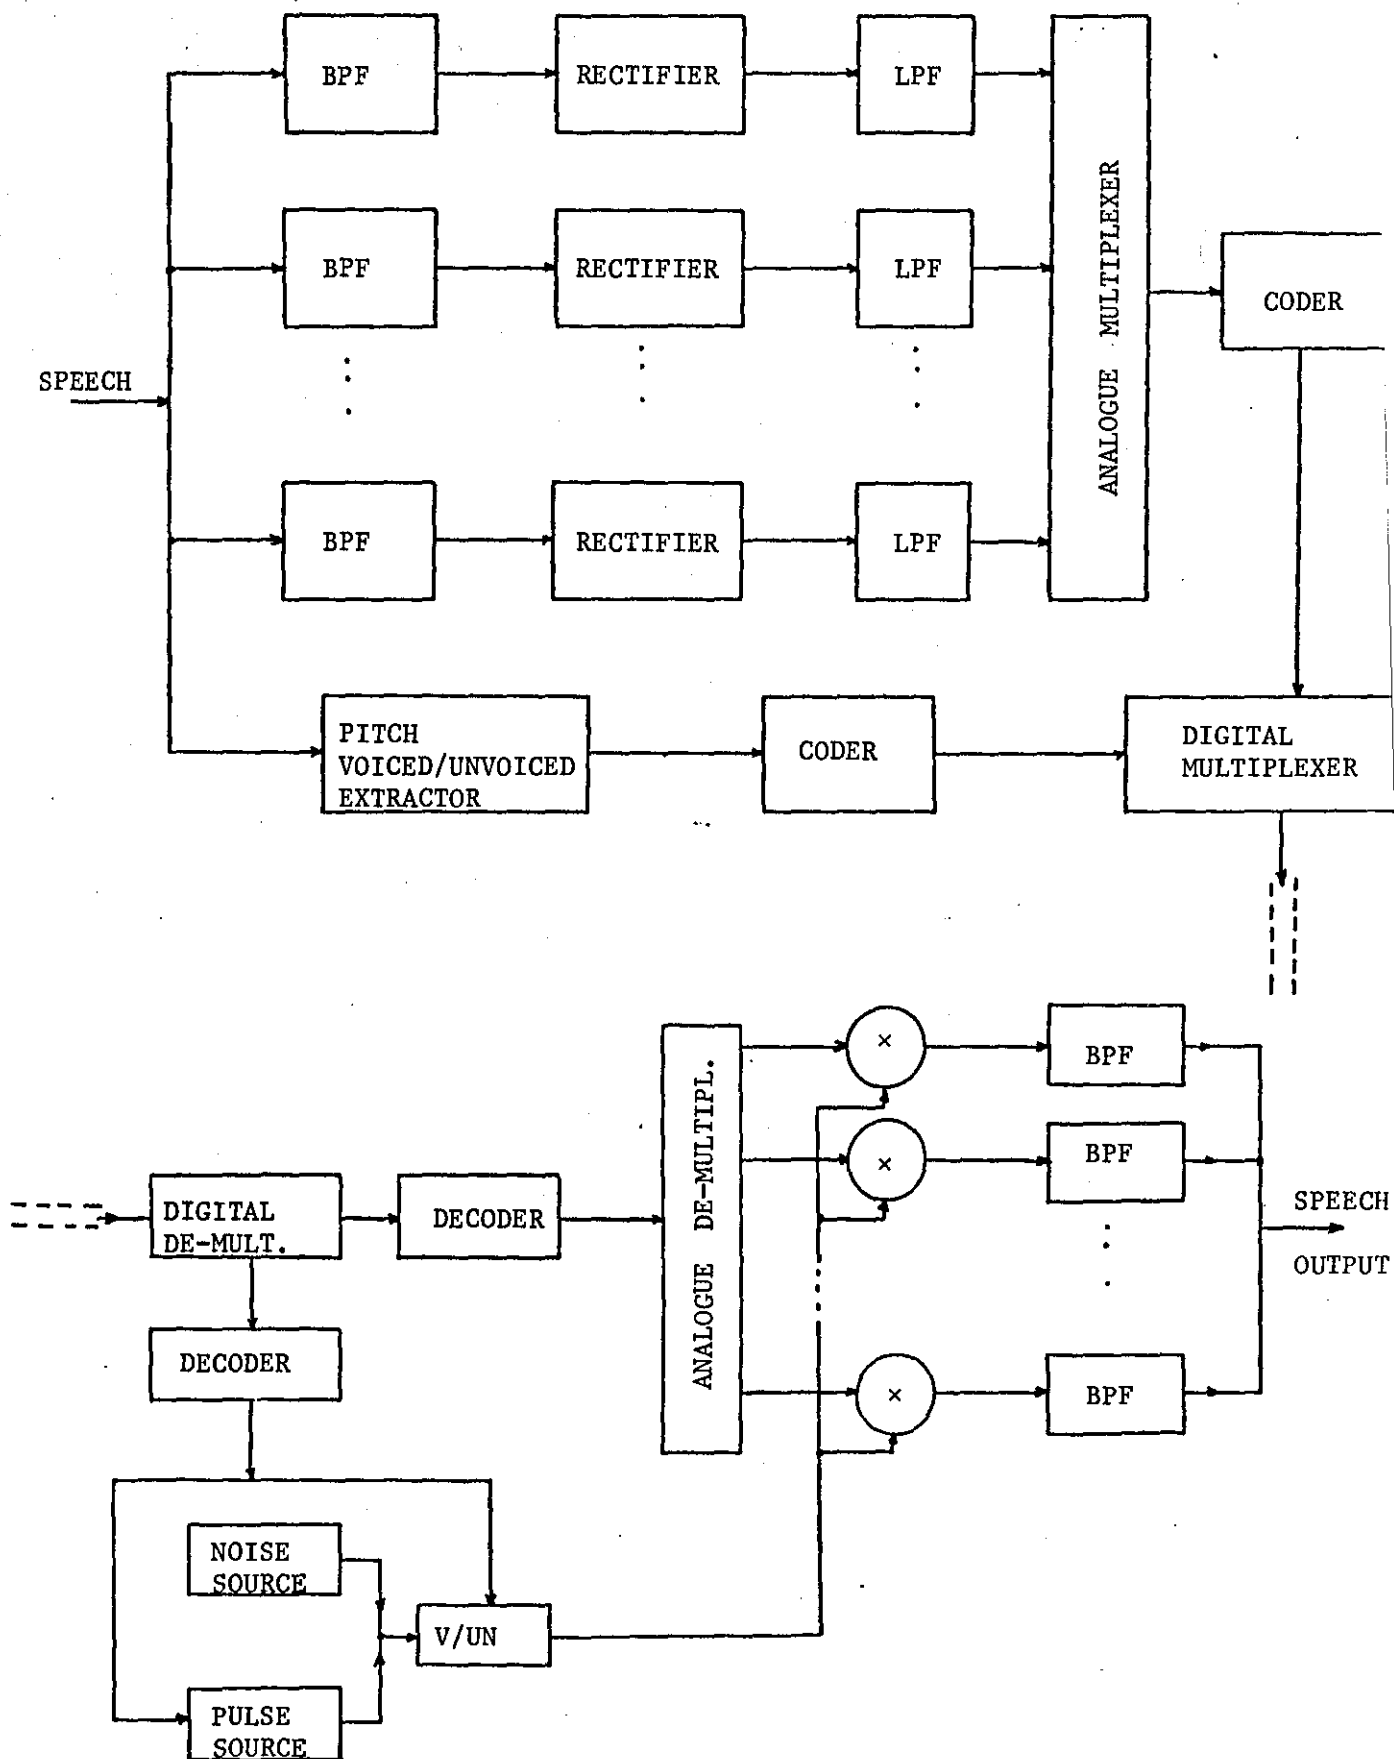 BPF
RECTIFIER
LPF
BPF
RECTIFIER
LPF
ANALOGUE MULTIPLEXER
CODER
SPEECH
BPF
RECTIFIER
LPF
PITCH
VOICED/UNVOICED
EXTRACTOR
CODER
DIGITAL
MULTIPLEXER
×
BPF
×
BPF
ANALOGUE DE-MULTIPL.
DIGITAL
DE-MULT.
DECODER
SPEECH
OUTPUT
DECODER
×
BPF
NOISE
SOURCE
V/UN
PULSE
SOURCE